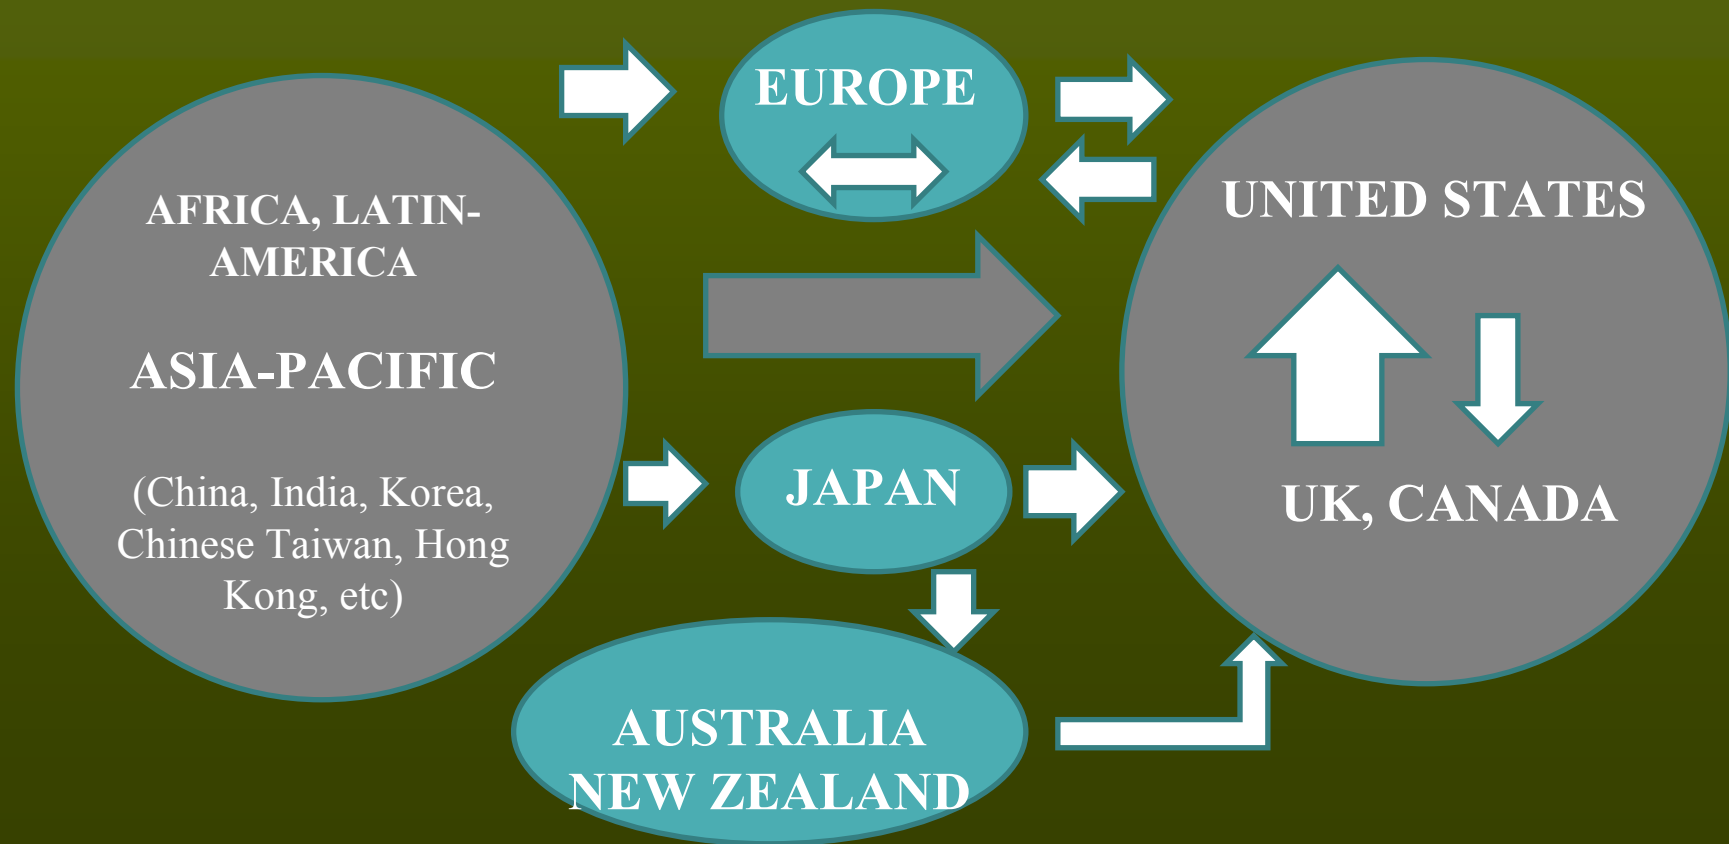 AFRICA, LATIN-
AMERICA
ASIA-PACIFIC
(China, India, Korea,
Chinese Taiwan, Hong
Kong, etc)
EUROPE
JAPAN
AUSTRALIA
NEW ZEALAND
UNITED STATES
UK, CANADA